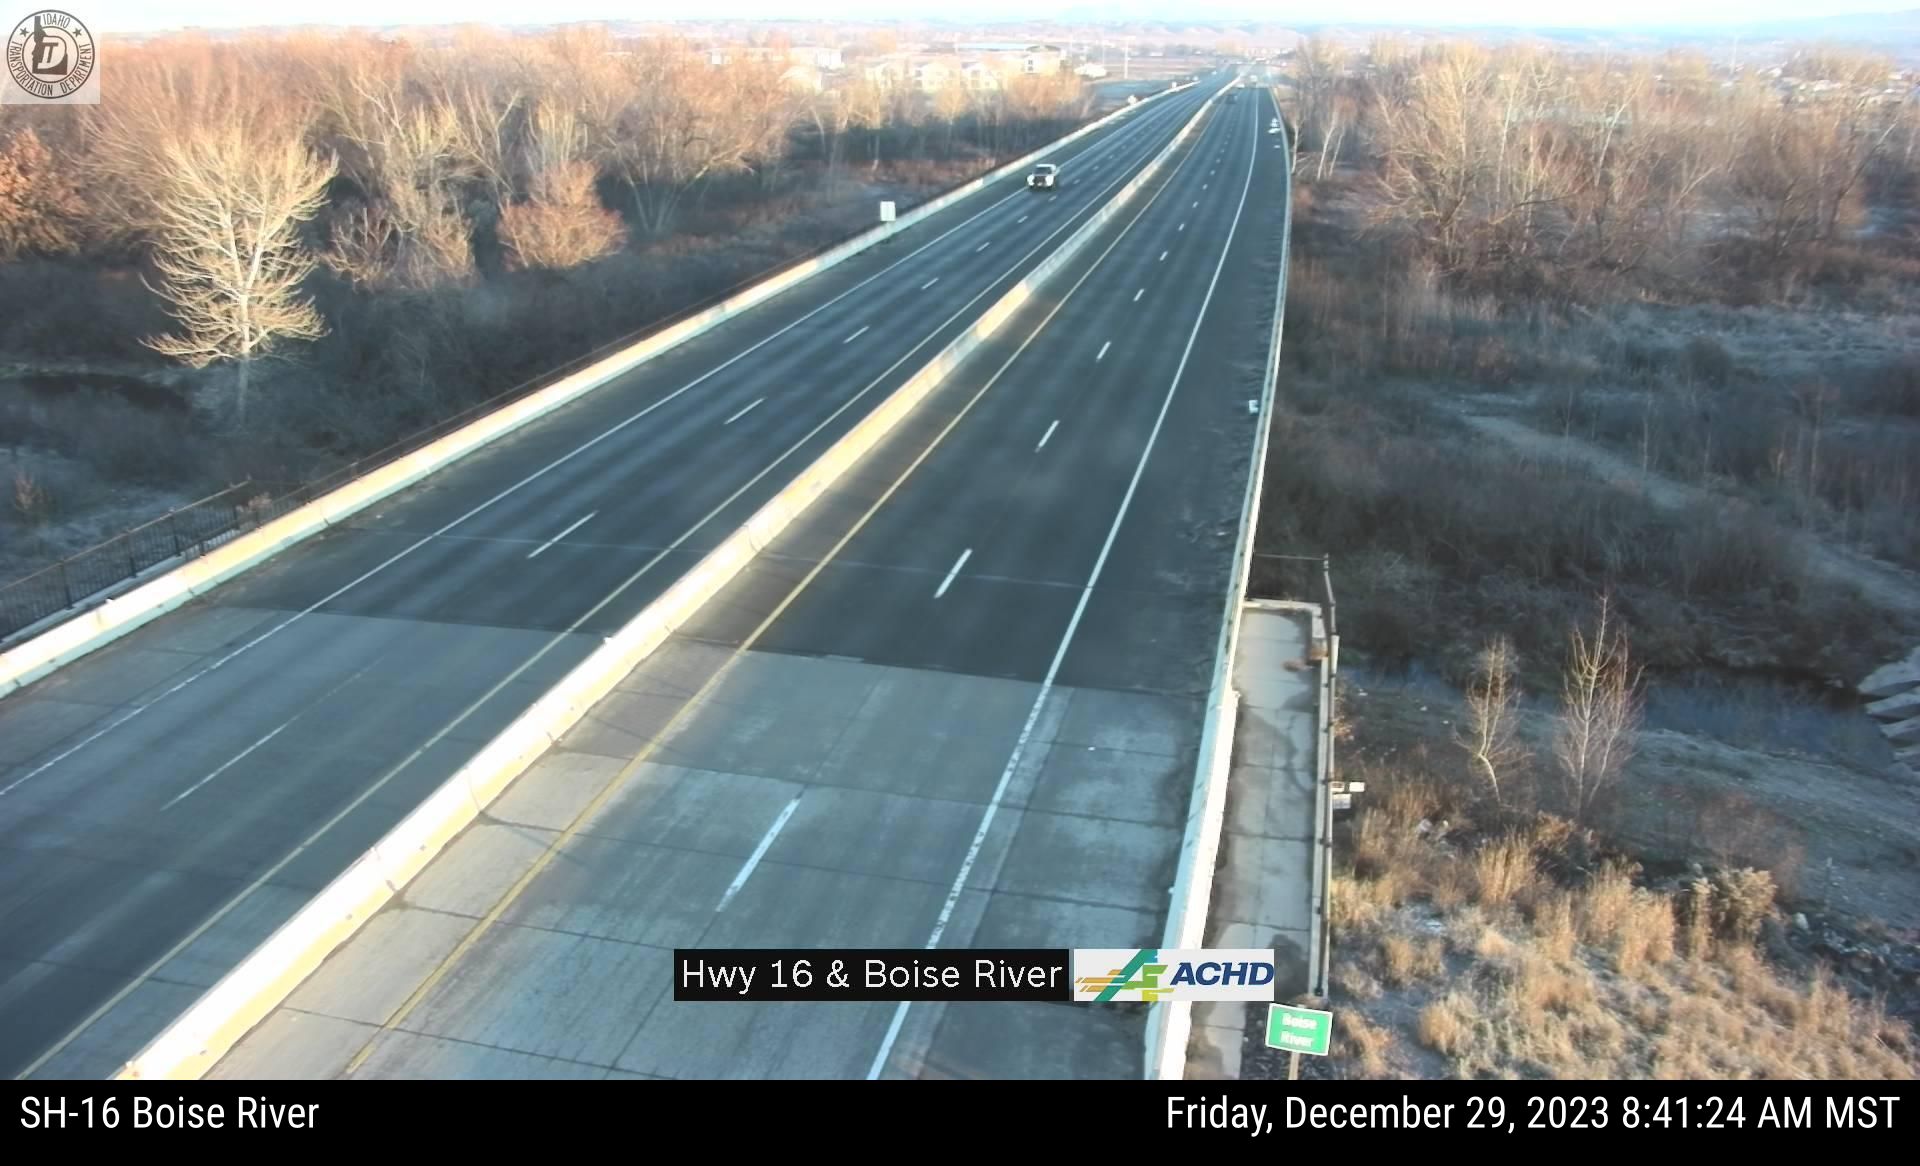 IDAHO
TRANSPORTATION DEPARTMENT
Hwy 16 & Boise River
ACHD
Boise
River
SH-16 Boise River
Friday, December 29, 2023 8:41:24 AM MST